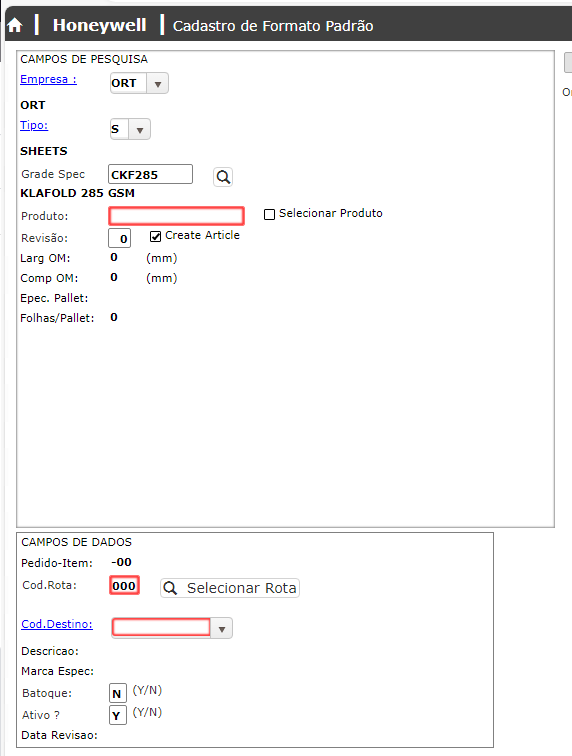 Honeywell Cadastro de Formato Padrão
CAMPOS DE PESQUISA
Empresa : ORT
ORT
Tipo: S
SHEETS
Grade Spec CKF285
KLAFOLD 285 GSM
Produto: Selecionar Produto
Revisão: 0 Create Article
Larg OM: 0 (mm)
Comp OM: 0 (mm)
Epec. Pallet:
Folhas/Pallet: 0
CAMPOS DE DADOS
Pedido-Item: -00
Cod.Rota: 000 Selecionar Rota
Cod.Destino:
Descricao:
Marca Espec:
Batoque: N (Y/N)
Ativo ? Y (Y/N)
Data Revisao: